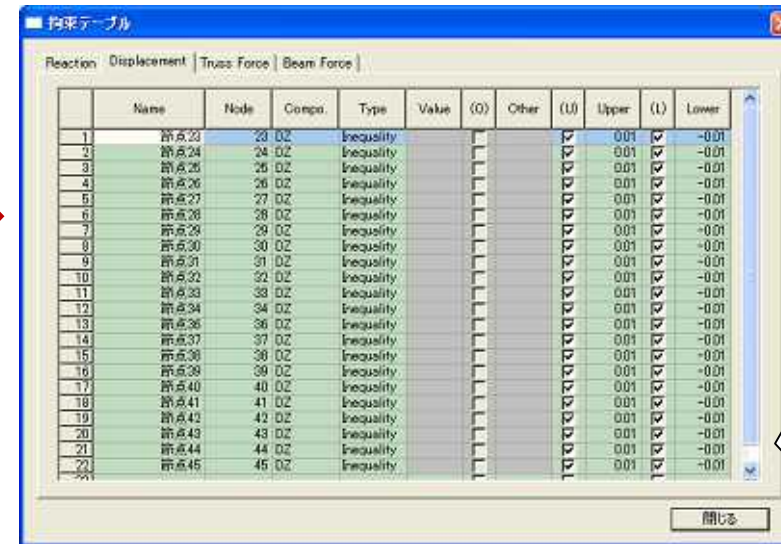 拘束テーブル
Reaction Displacement Truss Force Beam Force
Name Node Compo. Type Value (O) Other (U) Upper (L) Lower
1 節点23 23 DZ Inequality 0.01 -0.01
2 節点24 24 DZ Inequality 0.01 -0.01
3 節点25 25 DZ Inequality 0.01 -0.01
4 節点26 26 DZ Inequality 0.01 -0.01
5 節点27 27 DZ Inequality 0.01 -0.01
6 節点28 28 DZ Inequality 0.01 -0.01
7 節点29 29 DZ Inequality 0.01 -0.01
8 節点30 30 DZ Inequality 0.01 -0.01
9 節点31 31 DZ Inequality 0.01 -0.01
10 節点32 32 DZ Inequality 0.01 -0.01
11 節点33 33 DZ Inequality 0.01 -0.01
12 節点34 34 DZ Inequality 0.01 -0.01
13 節点36 36 DZ Inequality 0.01 -0.01
14 節点37 37 DZ Inequality 0.01 -0.01
15 節点38 38 DZ Inequality 0.01 -0.01
16 節点39 39 DZ Inequality 0.01 -0.01
17 節点40 40 DZ Inequality 0.01 -0.01
18 節点41 41 DZ Inequality 0.01 -0.01
19 節点42 42 DZ Inequality 0.01 -0.01
20 節点43 43 DZ Inequality 0.01 -0.01
21 節点44 44 DZ Inequality 0.01 -0.01
22 節点45 45 DZ Inequality 0.01 -0.01
閉じる